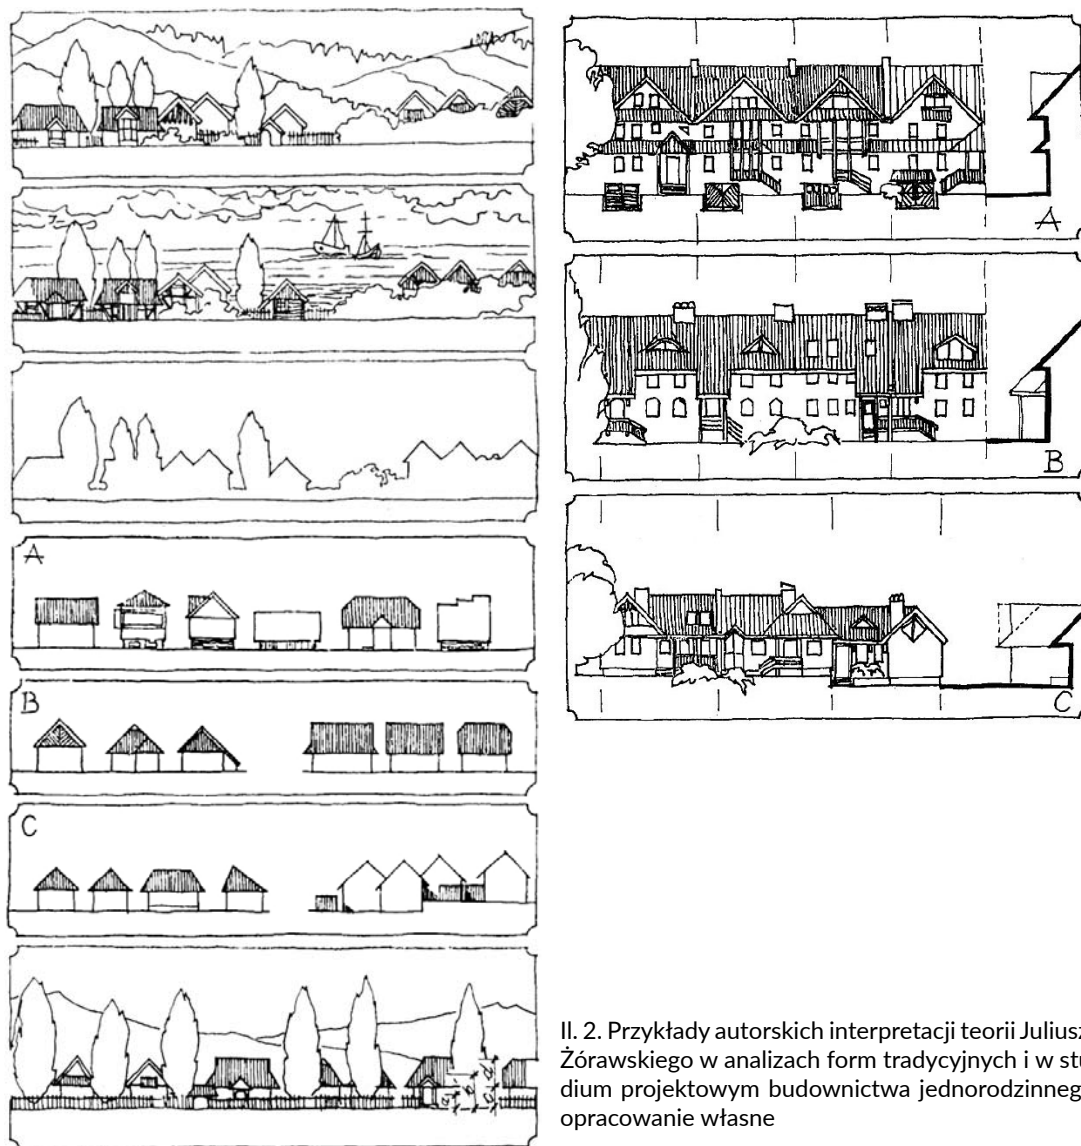 A
B
C
A
B
C
Il. 2. Przykłady autorskich interpretacji teorii Juliusz
Żórawskiego w analizach form tradycyjnych i w stu
dium projektowym budownictwa jednorodzinneg
opracowanie własne